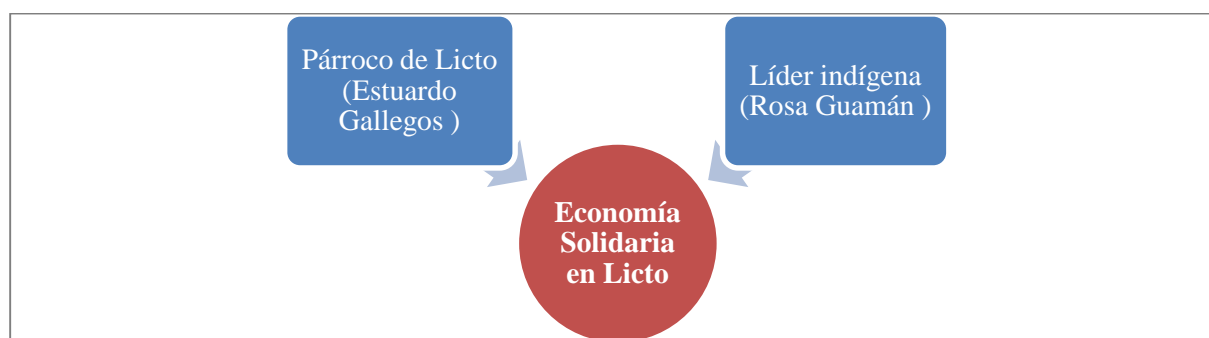 Párroco de Licto
(Estuardo
Gallegos )
Líder indígena
(Rosa Guamán )
Economía
Solidaria
en Licto